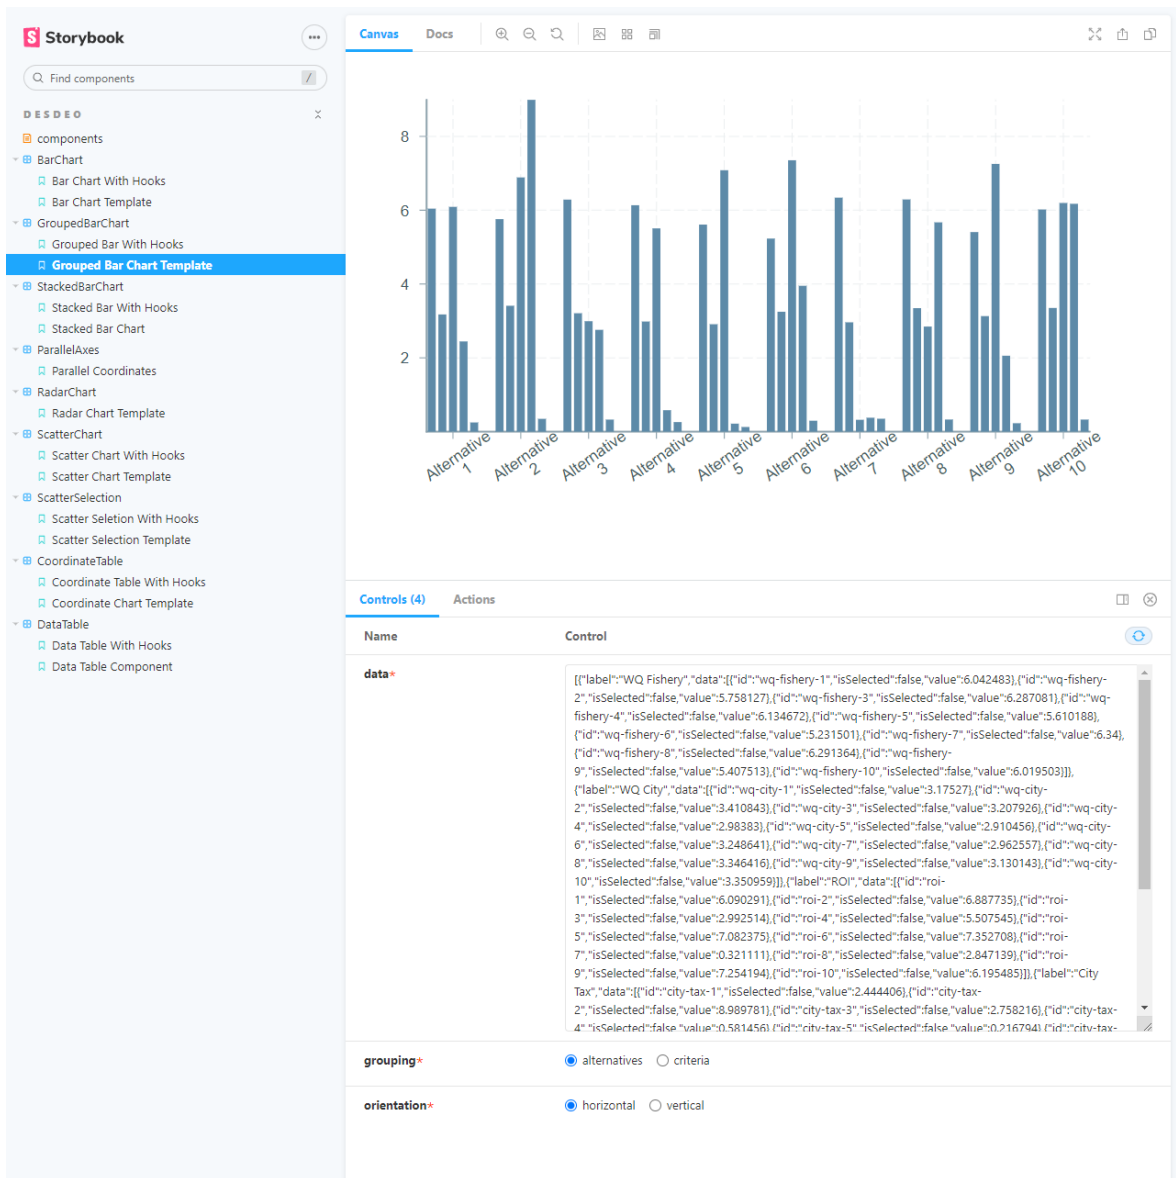 Storybook
Find components
/
DESDEO
components
BarChart
Bar Chart With Hooks
Bar Chart Template
GroupedBarChart
Grouped Bar With Hooks
Grouped Bar Chart Template
StackedBarChart
Stacked Bar With Hooks
Stacked Bar Chart
ParallelAxes
Parallel Coordinates
RadarChart
Radar Chart Template
ScatterChart
Scatter Chart With Hooks
Scatter Chart Template
ScatterSelection
Scatter Seletion With Hooks
Scatter Selection Template
CoordinateTable
Coordinate Table With Hooks
Coordinate Chart Template
DataTable
Data Table With Hooks
Data Table Component
Canvas Docs
8
6
4
2
Alternative 1
Alternative 2
Alternative 3
Alternative 4
Alternative 5
Alternative 6
Alternative 7
Alternative 8
Alternative 9
Alternative 10
Controls (4) Actions
Name Control
data*
[{"label":"WQ Fishery","data":[{"id":"wq-fishery-1","isSelected":false,"value":6.042483},{"id":"wq-fishery-
2","isSelected":false,"value":5.758127},{"id":"wq-fishery-3","isSelected":false,"value":6.287081},{"id":"wq-
fishery-4","isSelected":false,"value":6.134672},{"id":"wq-fishery-5","isSelected":false,"value":5.610188},
{"id":"wq-fishery-6","isSelected":false,"value":5.231501},{"id":"wq-fishery-7","isSelected":false,"value":6.34},
{"id":"wq-fishery-8","isSelected":false,"value":6.291364},{"id":"wq-fishery-
9","isSelected":false,"value":5.407513},{"id":"wq-fishery-10","isSelected":false,"value":6.019503}]},
{"label":"WQ City","data":[{"id":"wq-city-1","isSelected":false,"value":3.17527},{"id":"wq-city-
2","isSelected":false,"value":3.410843},{"id":"wq-city-3","isSelected":false,"value":3.207926},{"id":"wq-city-
4","isSelected":false,"value":2.98383},{"id":"wq-city-5","isSelected":false,"value":2.910456},{"id":"wq-city-
6","isSelected":false,"value":3.248641},{"id":"wq-city-7","isSelected":false,"value":2.962557},{"id":"wq-city-
8","isSelected":false,"value":3.346416},{"id":"wq-city-9","isSelected":false,"value":3.130143},{"id":"wq-city-
10","isSelected":false,"value":3.350959}]},{"label":"ROI","data":[{"id":"roi-
1","isSelected":false,"value":6.090291},{"id":"roi-2","isSelected":false,"value":6.887735},{"id":"roi-
3","isSelected":false,"value":2.992514},{"id":"roi-4","isSelected":false,"value":5.507545},{"id":"roi-
5","isSelected":false,"value":7.082375},{"id":"roi-6","isSelected":false,"value":7.352708},{"id":"roi-
7","isSelected":false,"value":0.321111},{"id":"roi-8","isSelected":false,"value":2.847139},{"id":"roi-
9","isSelected":false,"value":7.254194},{"id":"roi-10","isSelected":false,"value":6.195485}]},{"label":"City
Tax","data":[{"id":"city-tax-1","isSelected":false,"value":2.444406},{"id":"city-tax-
2","isSelected":false,"value":8.989781},{"id":"city-tax-3","isSelected":false,"value":2.758216},{"id":"city-tax-
4","isSelected":false,"value":0.581456},{"id":"city-tax-5","isSelected":false,"value":0.216794},{"id":"city-tax-
grouping* alternatives criteria
orientation* horizontal vertical